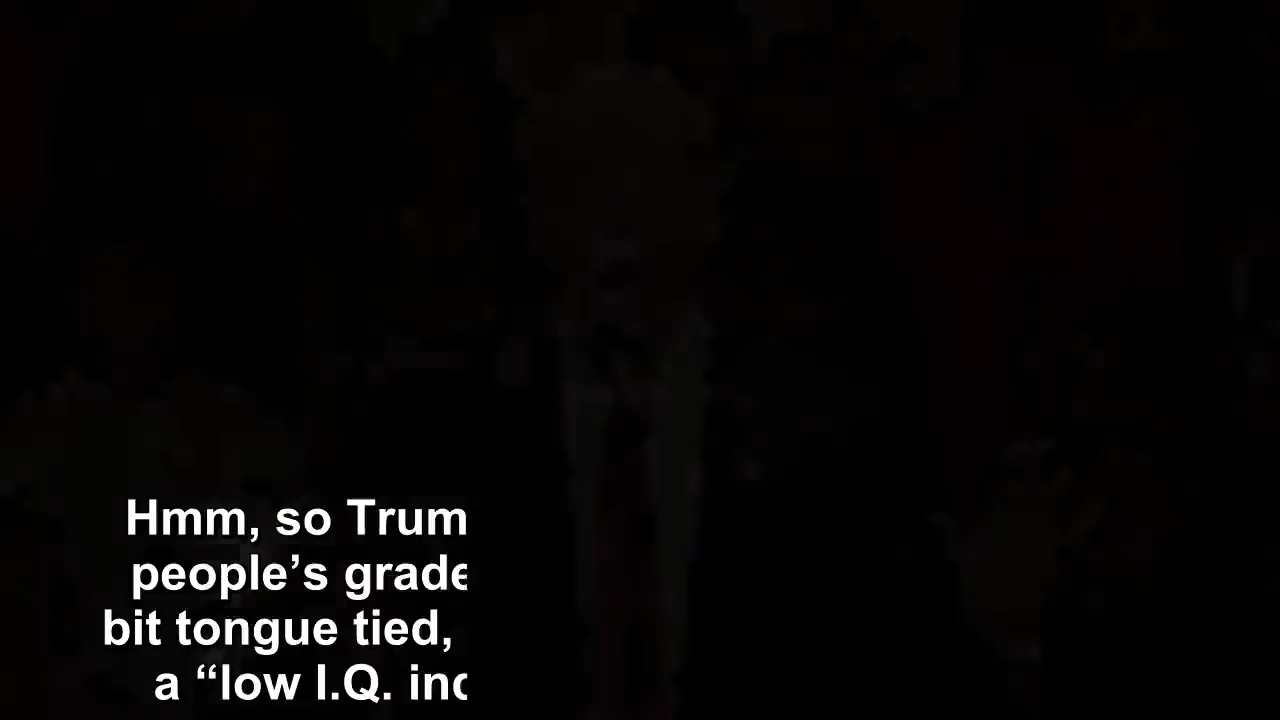 Hmm, so Trum
people’s grade
bit tongue tied,
a “low I.Q. inc